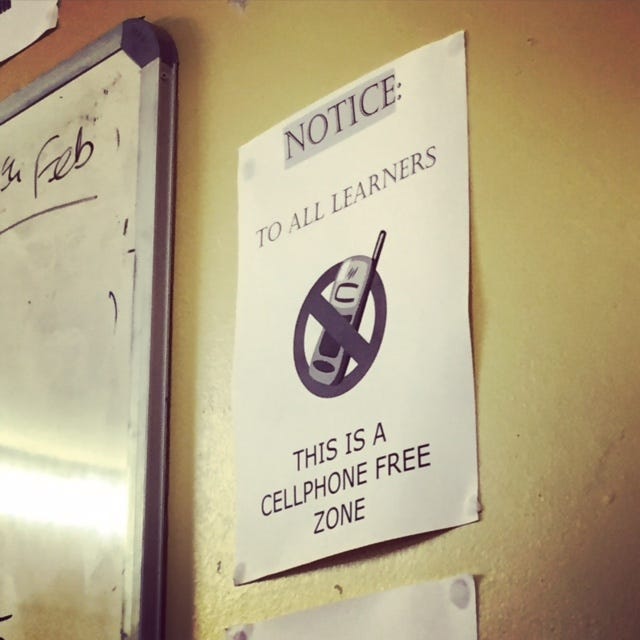 Feb
NOTICE:
TO ALL LEARNERS
THIS IS A
CELLPHONE FREE
ZONE